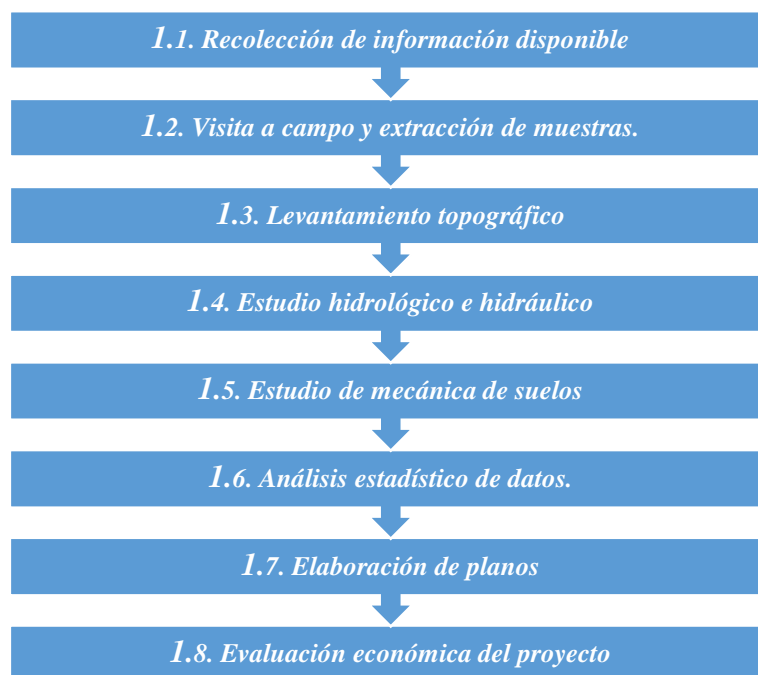 1.1. Recolección de información disponible
1.2. Visita a campo y extracción de muestras.
1.3. Levantamiento topográfico
1.4. Estudio hidrológico e hidráulico
1.5. Estudio de mecánica de suelos
1.6. Análisis estadístico de datos.
1.7. Elaboración de planos
1.8. Evaluación económica del proyecto